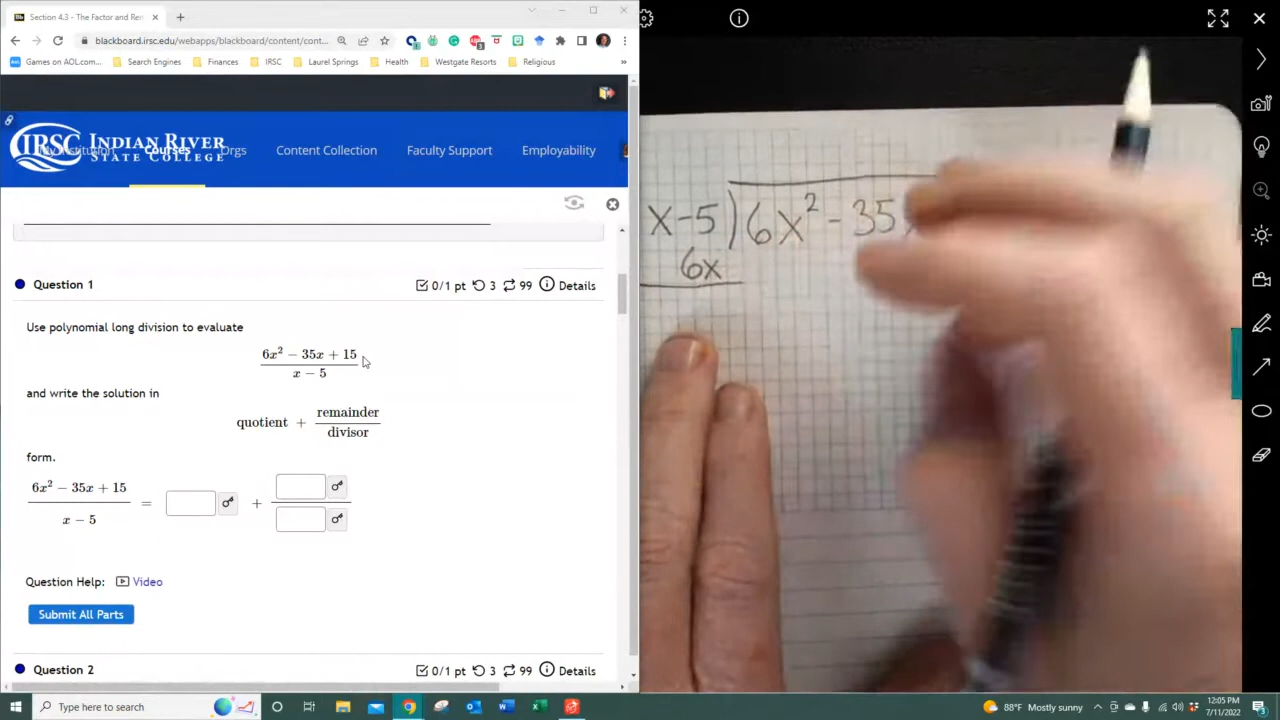 Section 4.3 - The Factor and Rem
blackboard.irsc.edu/webapps/blackboard/content/cont...
Games on AOL.com...
Search Engines
Finances
IRSC
Laurel Springs
Health
Westgate Resorts
Religious
»
IRSC INDIAN RIVER
STATE COLLEGE
Courses
Orgs
Content Collection
Faculty Support
Employability
Question 1
0/1 pt 3 99 Details
Use polynomial long division to evaluate
6x² − 35x + 15
x − 5
and write the solution in
quotient + remainder
divisor
form.
6x² − 35x + 15
x − 5
= +
Question Help: Video
Submit All Parts
Question 2
0/1 pt 3 99 Details
x-5) 6x² - 35
6x
Type here to search
88°F Mostly sunny
12:05 PM
7/11/2022